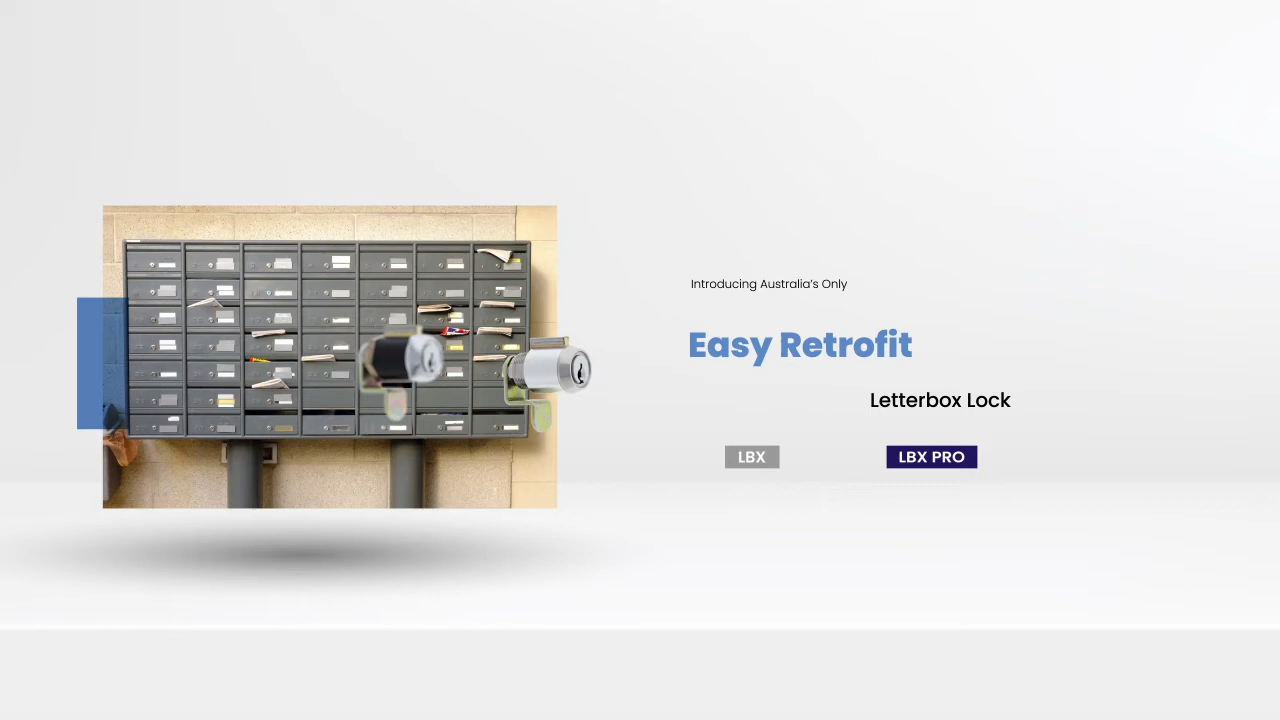 Introducing Australia's Only
Easy Retrofit
Letterbox Lock
LBX
LBX PRO